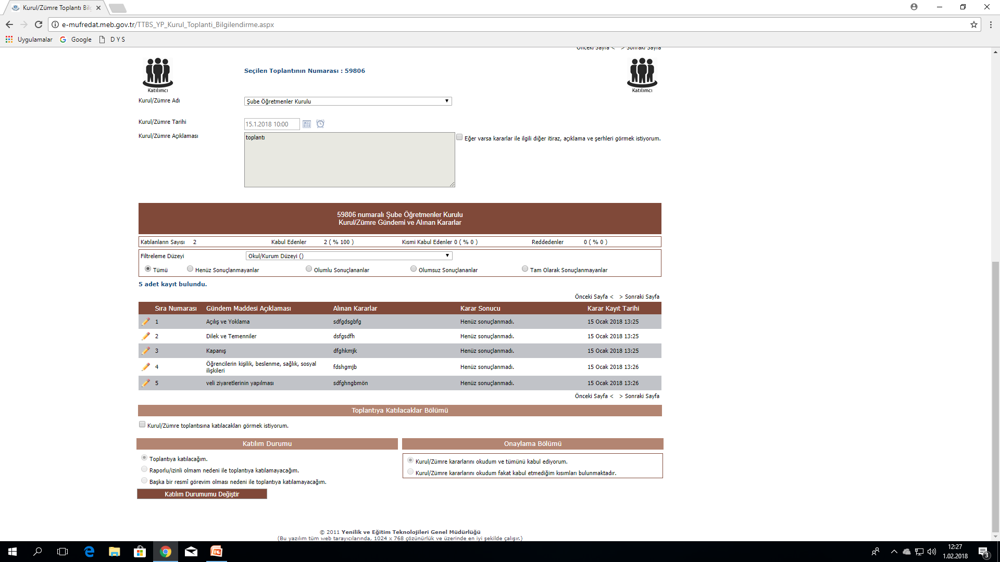 Kurul/Zümre Toplantı Bilg
e-mufredat.meb.gov.tr/TTBS_YP_Kurul_Toplanti_Bilgilendirme.aspx
Uygulamalar Google D Y S
Önceki Sayfa < > Sonraki Sayfa
Katılımcı
Seçilen Toplantının Numarası : 59806
Katılımcı
Kurul/Zümre Adı
Şube Öğretmenler Kurulu
Kurul/Zümre Tarihi
15.1.2018 10:00
Kurul/Zümre Açıklaması
toplantı
Eğer varsa kararlar ile ilgili diğer itiraz, açıklama ve şerhleri görmek istiyorum.
59806 numaralı Şube Öğretmenler Kurulu
Kurul/Zümre Gündemi ve Alınan Kararlar
Katılanların Sayısı 2 Kabul Edenler 2 ( % 100 ) Kısmi Kabul Edenler 0 ( % 0 ) Reddedenler 0 ( % 0 )
Filtreleme Düzeyi Okul/Kurum Düzeyi ()
Tümü Henüz Sonuçlanmayanlar Olumlu Sonuçlananlar Olumsuz Sonuçlananlar Tam Olarak Sonuçlanmayanlar
5 adet kayıt bulundu.
Önceki Sayfa < > Sonraki Sayfa
Sıra Numarası Gündem Maddesi Açıklaması Alınan Kararlar Karar Sonucu Karar Kayıt Tarihi
1 Açılış ve Yoklama sdfgdsgbfg Henüz sonuçlanmadı. 15 Ocak 2018 13:25
2 Dilek ve Temenniler dsfgsdfh Henüz sonuçlanmadı. 15 Ocak 2018 13:25
3 Kapanış dfghkmjk Henüz sonuçlanmadı. 15 Ocak 2018 13:25
4 Öğrencilerin kişilik, beslenme, sağlık, sosyal
ilişkileri fdshgmjb Henüz sonuçlanmadı. 15 Ocak 2018 13:26
5 veli ziyaretlerinin yapılması sdfghngbmön Henüz sonuçlanmadı. 15 Ocak 2018 13:26
Önceki Sayfa < > Sonraki Sayfa
Toplantıya Katılacaklar Bölümü
Kurul/Zümre toplantısına katılacakları görmek istiyorum.
Katılım Durumu
Toplantıya katılacağım.
Raporlu/izinli olmam nedeni ile toplantıya katılamayacağım.
Başka bir resmî görevim olması nedeni ile toplantıya katılamayacağım.
Katılım Durumumu Değiştir
Onaylama Bölümü
Kurul/Zümre kararlarını okudum ve tümünü kabul ediyorum.
Kurul/Zümre kararlarını okudum fakat kabul etmediğim kısımları bulunmaktadır.
© 2011 Yenilik ve Eğitim Teknolojileri Genel Müdürlüğü
(Bu yazılım tüm web tarayıcılarında, 1024 x 768 çözünürlük ve üzerinde en iyi şekilde çalışır.)
12:27
1.02.2018
3